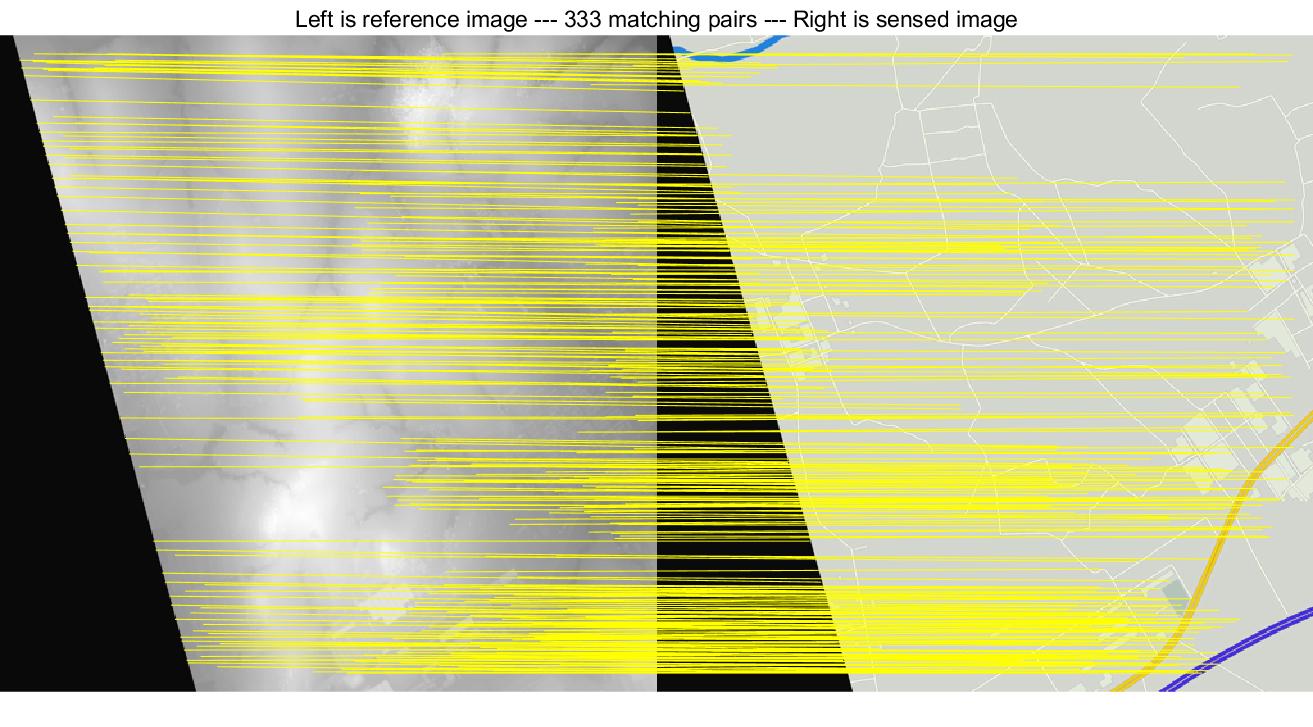 Left is reference image --- 333 matching pairs --- Right is sensed image